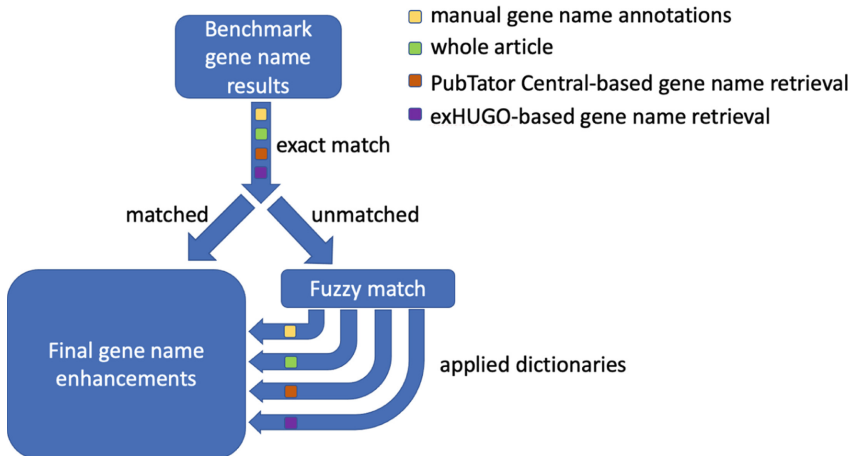 Benchmark
gene name
results
manual gene name annotations
whole article
PubTator Central-based gene name retrieval
exHUGO-based gene name retrieval
exact match
matched
unmatched
Fuzzy match
Final gene name
enhancements
applied dictionaries